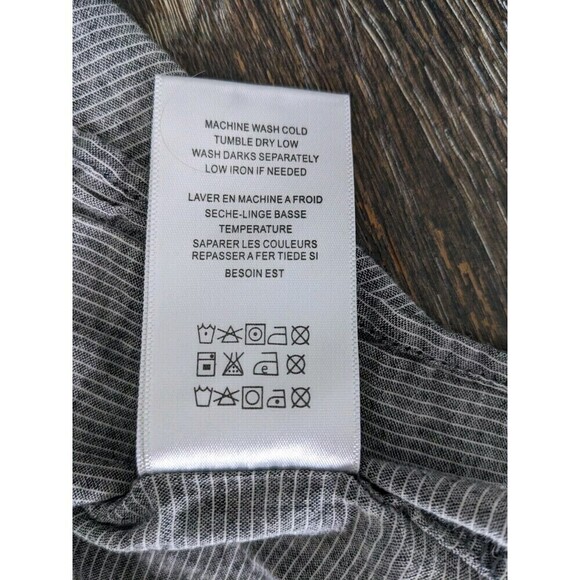 MACHINE WASH COLD
TUMBLE DRY LOW
WASH DARKS SEPARATELY
LOW IRON IF NEEDED
LAVER EN MACHINE A FROID
SECHE-LINGE BASSE
TEMPERATURE
SAPARER LES COULEURS
REPASSER A FER TIEDE SI
BESOIN EST